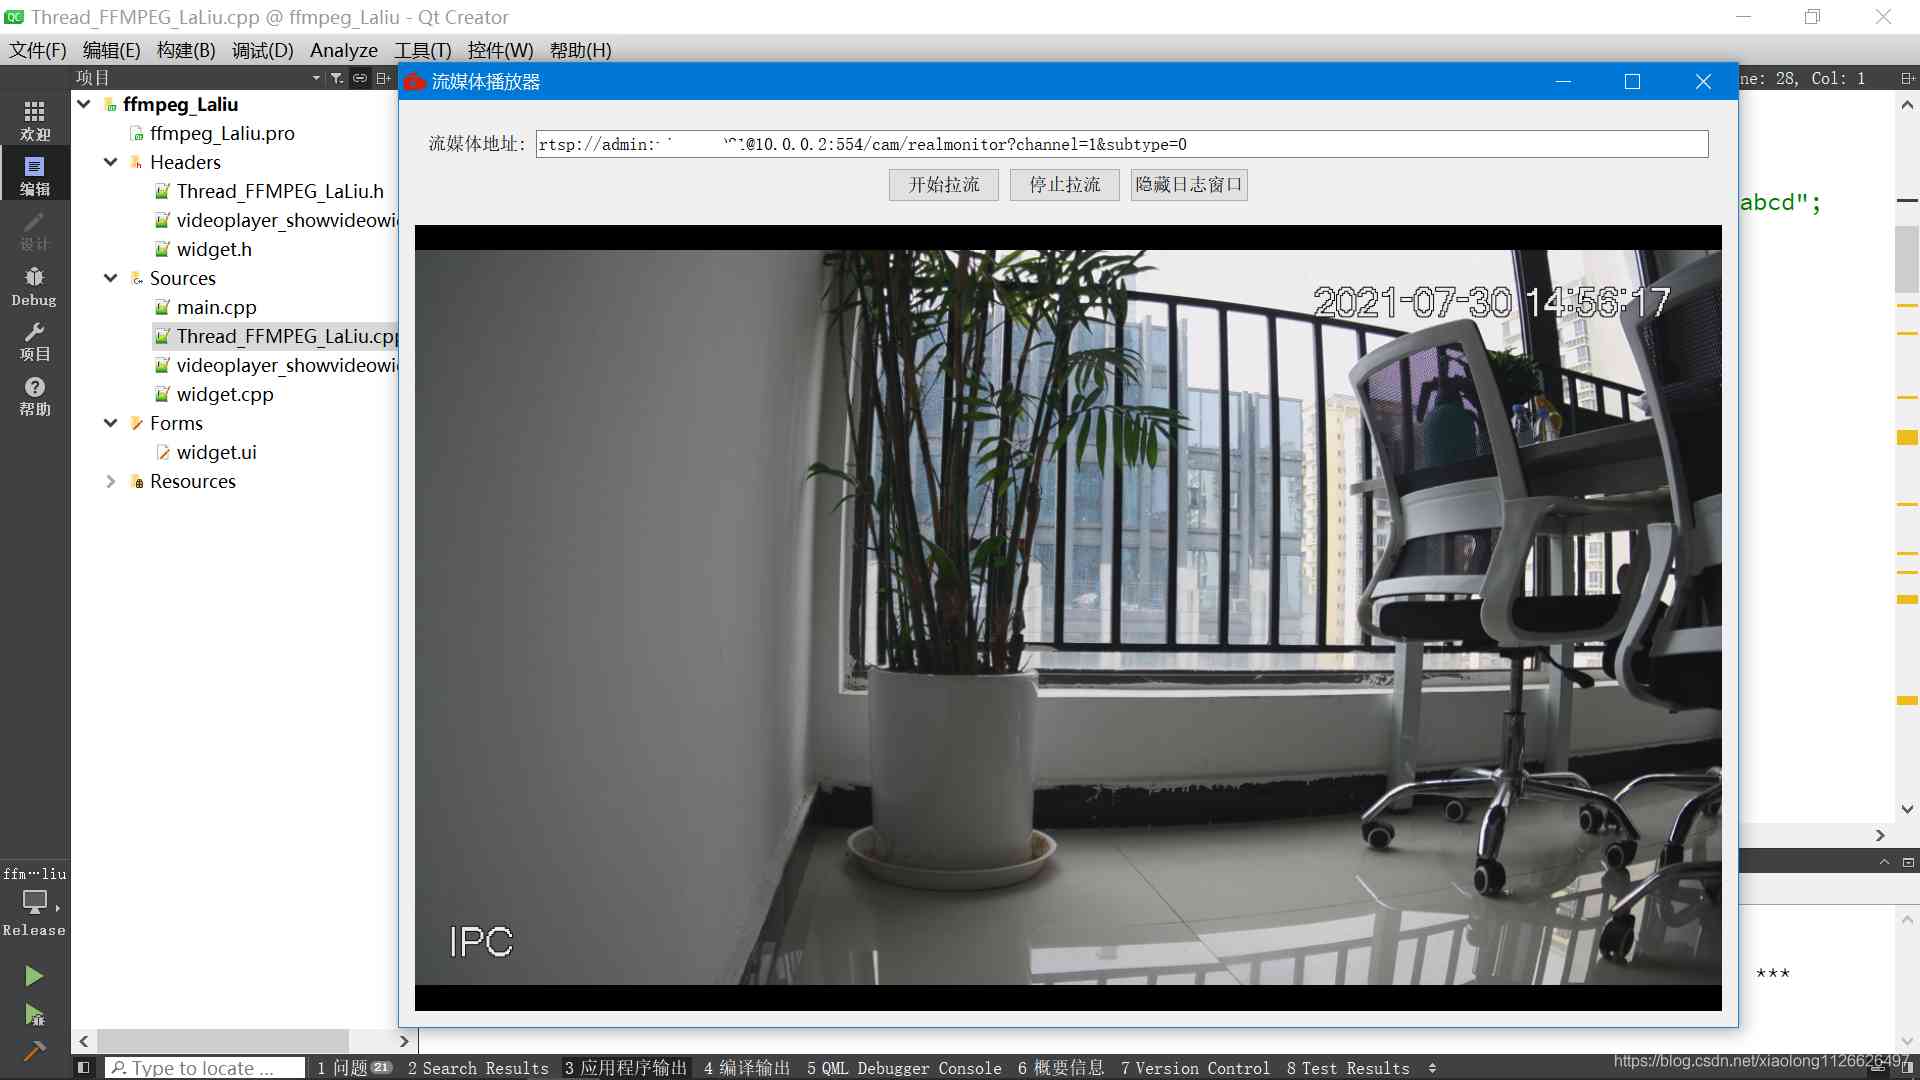 Thread_FFMPEG_LaLiu.cpp @ ffmpeg_Laliu - Qt Creator
文件(F) 编辑(E) 构建(B) 调试(D) Analyze 工具(T) 控件(W) 帮助(H)
项目
ne: 28, Col: 1
欢迎
编辑
设计
Debug
项目
帮助
ffmpeg_Laliu
ffmpeg_Laliu.pro
Headers
Thread_FFMPEG_LaLiu.h
videoplayer_showvideowi
widget.h
Sources
main.cpp
Thread_FFMPEG_LaLiu.cpp
videoplayer_showvideowi
widget.cpp
Forms
widget.ui
Resources
流媒体播放器
流媒体地址:
rtsp://admin: @10.0.0.2:554/cam/realmonitor?channel=1&subtype=0
开始拉流 停止拉流 隐藏日志窗口
abcd";
2021-07-30 14:56:17
IPC
ffm…liu
Release
***
Type to locate ...
1 问题 21 2 Search Results 3 应用程序输出 4 编译输出 5 QML Debugger Console 6 概要信息 7 Version Control 8 Test Results
https://blog.csdn.net/xiaolong1126626497